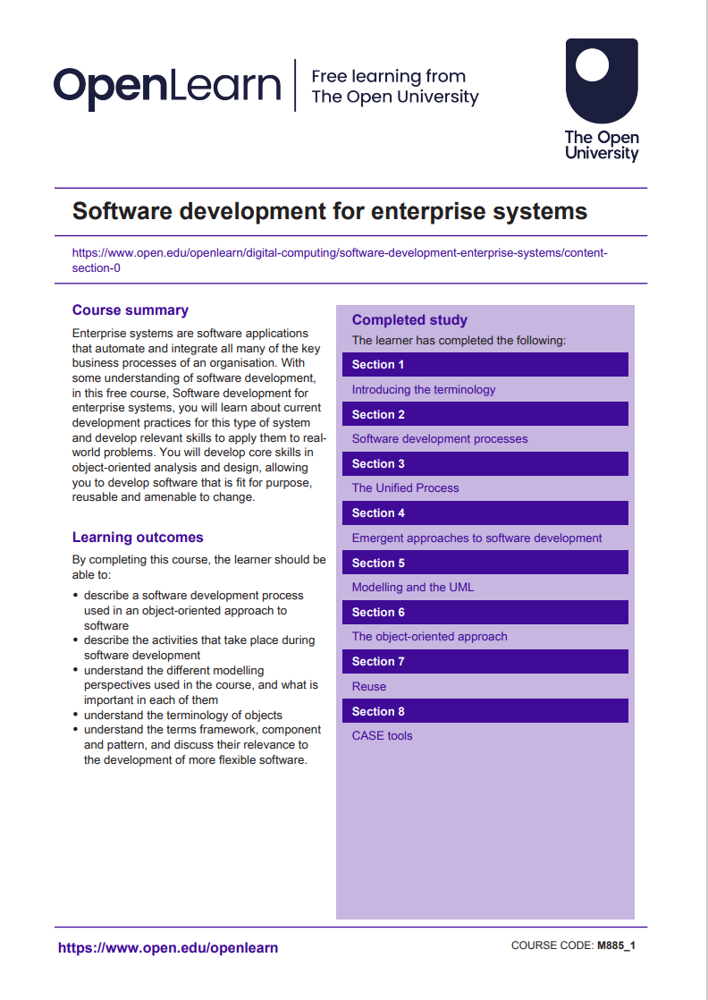 OpenLearn
Free learning from
The Open University
The Open
University
Software development for enterprise systems
https://www.open.edu/openlearn/digital-computing/software-development-enterprise-systems/content-
section-0
Course summary
Enterprise systems are software applications
that automate and integrate all many of the key
business processes of an organisation. With
some understanding of software development,
in this free course, Software development for
enterprise systems, you will learn about current
development practices for this type of system
and develop relevant skills to apply them to real-
world problems. You will develop core skills in
object-oriented analysis and design, allowing
you to develop software that is fit for purpose,
reusable and amenable to change.
Learning outcomes
By completing this course, the learner should be
able to:
• describe a software development process
used in an object-oriented approach to
software
• describe the activities that take place during
software development
• understand the different modelling
perspectives used in the course, and what is
important in each of them
• understand the terminology of objects
• understand the terms framework, component
and pattern, and discuss their relevance to
the development of more flexible software.
Completed study
The learner has completed the following:
Section 1
Introducing the terminology
Section 2
Software development processes
Section 3
The Unified Process
Section 4
Emergent approaches to software development
Section 5
Modelling and the UML
Section 6
The object-oriented approach
Section 7
Reuse
Section 8
CASE tools
https://www.open.edu/openlearn
COURSE CODE: M885_1